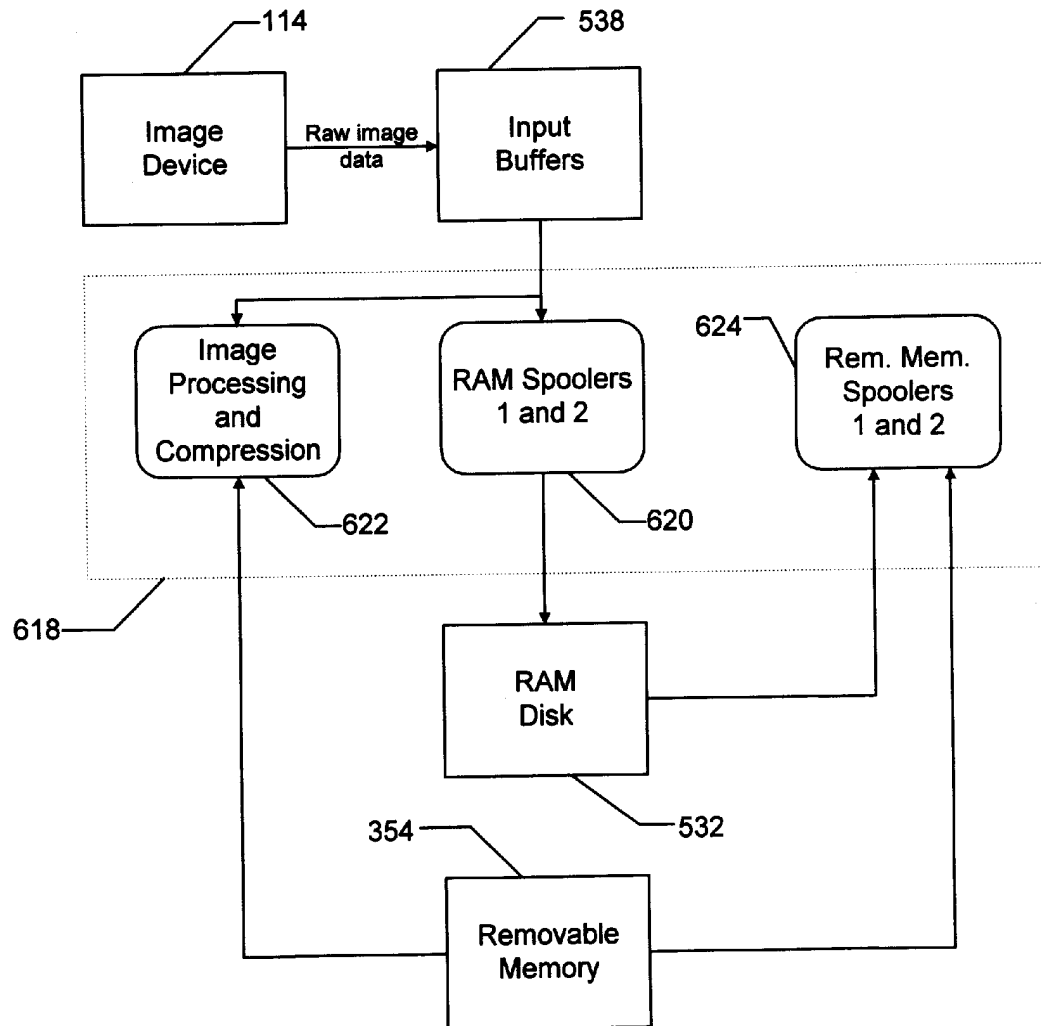 114
538
Image
Device
Raw image
data
Input
Buffers
Image
Processing
and
Compression
RAM Spoolers
1 and 2
624
Rem. Mem.
Spoolers
1 and 2
622
620
618
RAM
Disk
532
354
Removable
Memory